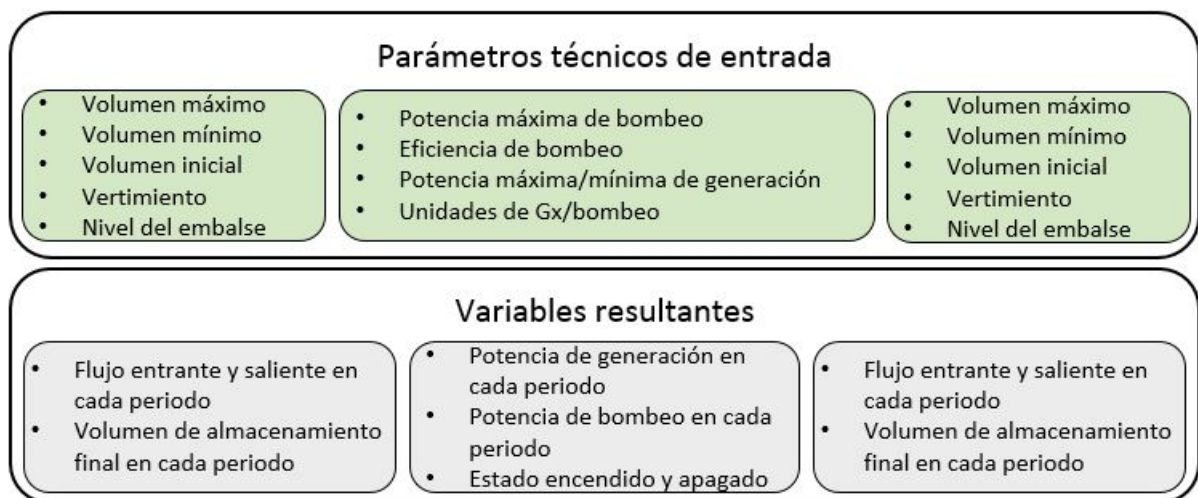 Parámetros técnicos de entrada
• Volumen máximo
• Volumen mínimo
• Volumen inicial
• Vertimiento
• Nivel del embalse
• Potencia máxima de bombeo
• Eficiencia de bombeo
• Potencia máxima/mínima de generación
• Unidades de Gx/bombeo
• Volumen máximo
• Volumen mínimo
• Volumen inicial
• Vertimiento
• Nivel del embalse
Variables resultantes
• Flujo entrante y saliente en
cada periodo
• Volumen de almacenamiento
final en cada periodo
• Potencia de generación en
cada periodo
• Potencia de bombeo en cada
periodo
• Estado encendido y apagado
• Flujo entrante y saliente en
cada periodo
• Volumen de almacenamiento
final en cada periodo